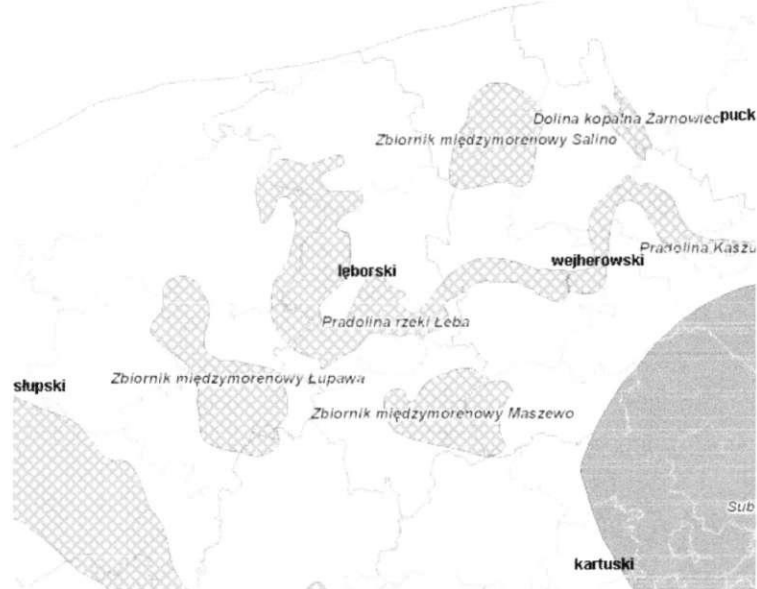 Dolina kopalna Żarnowiec
puck
Zbiornik międzymorenowy Salino
Pradolina Kaszu
wejherowski
lęborski
Pradolina rzeki Łeba
Zbiornik międzymorenowy Łupawa
słupski
Zbiornik międzymorenowy Maszewo
Sub
kartuski